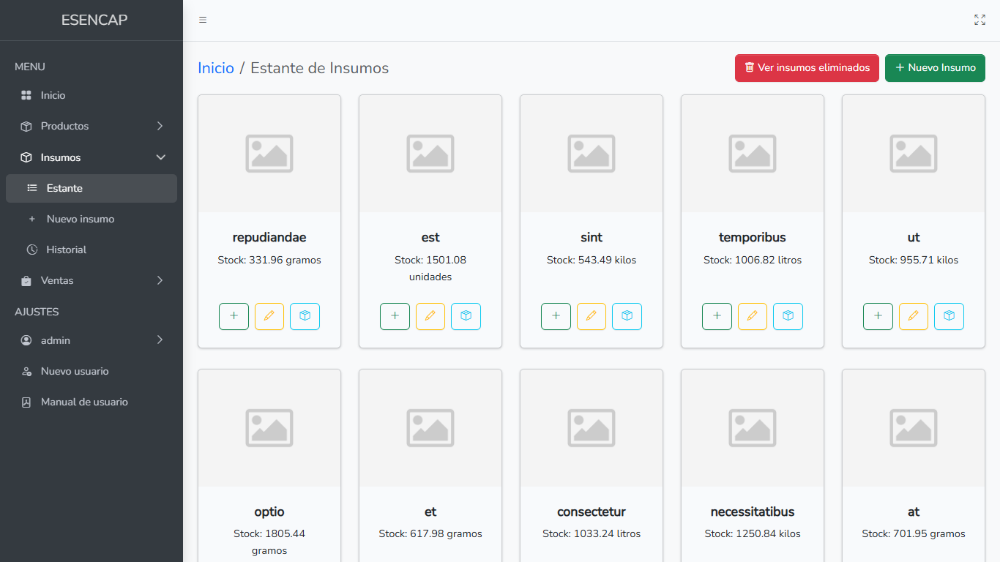 ESENCAP
MENU
Inicio
Productos
Insumos
Estante
Nuevo insumo
Historial
Ventas
AJUSTES
admin
Nuevo usuario
Manual de usuario
Inicio / Estante de Insumos
Ver insumos eliminados
+ Nuevo Insumo
repudiandae
Stock: 331.96 gramos
est
Stock: 1501.08
unidades
sint
Stock: 543.49 kilos
temporibus
Stock: 1006.82 litros
ut
Stock: 955.71 kilos
optio
Stock: 1805.44
gramos
et
Stock: 617.98 gramos
consectetur
Stock: 1033.24 litros
necessitatibus
Stock: 1250.84 kilos
at
Stock: 701.95 gramos